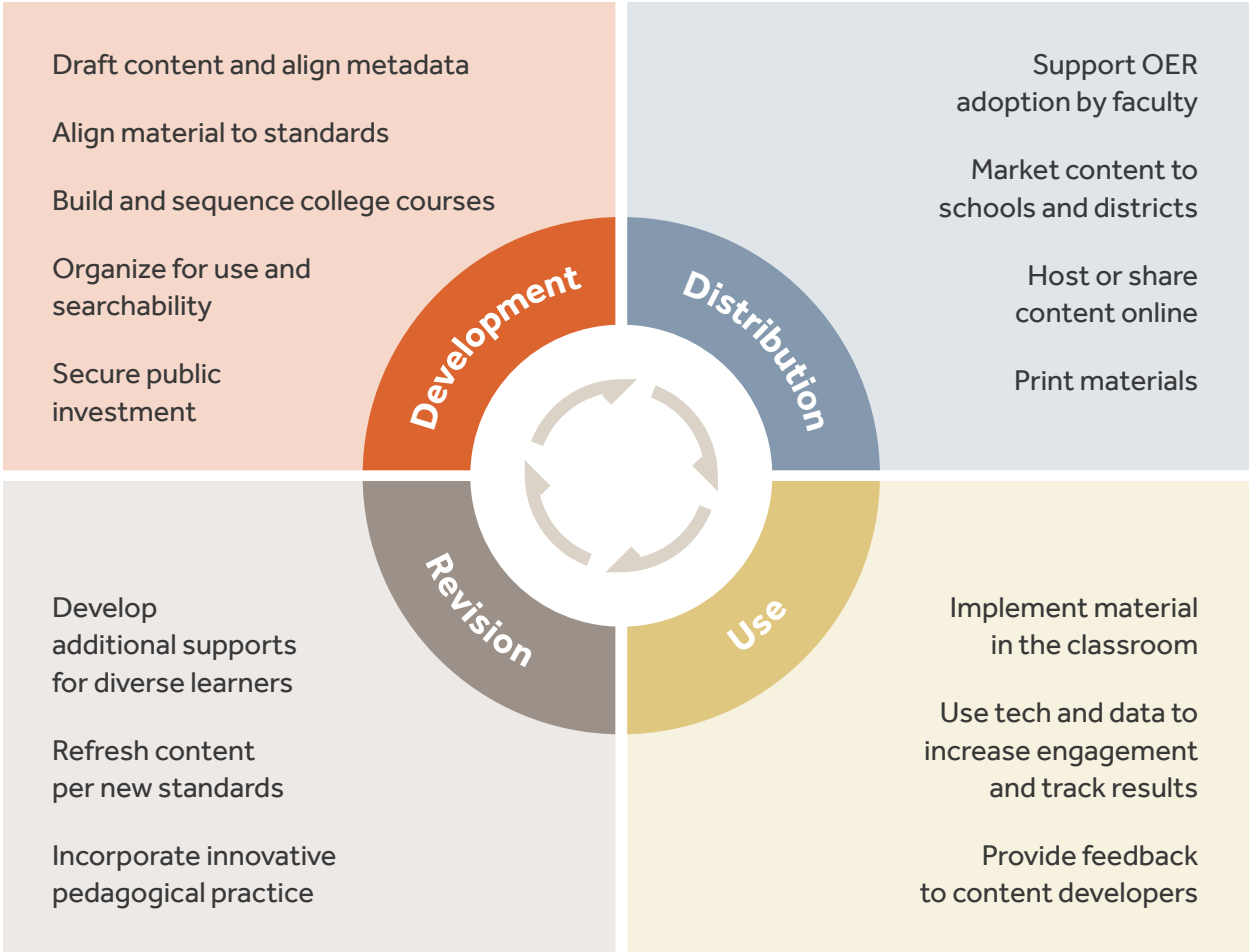 Draft content and align metadata
Align material to standards
Build and sequence college courses
Organize for use and
searchability
Secure public
investment
Development
Support OER
adoption by faculty
Market content to
schools and districts
Host or share
content online
Print materials
Distribution
Develop
additional supports
for diverse learners
Refresh content
per new standards
Incorporate innovative
pedagogical practice
Revision
Implement material
in the classroom
Use tech and data to
increase engagement
and track results
Provide feedback
to content developers
Use